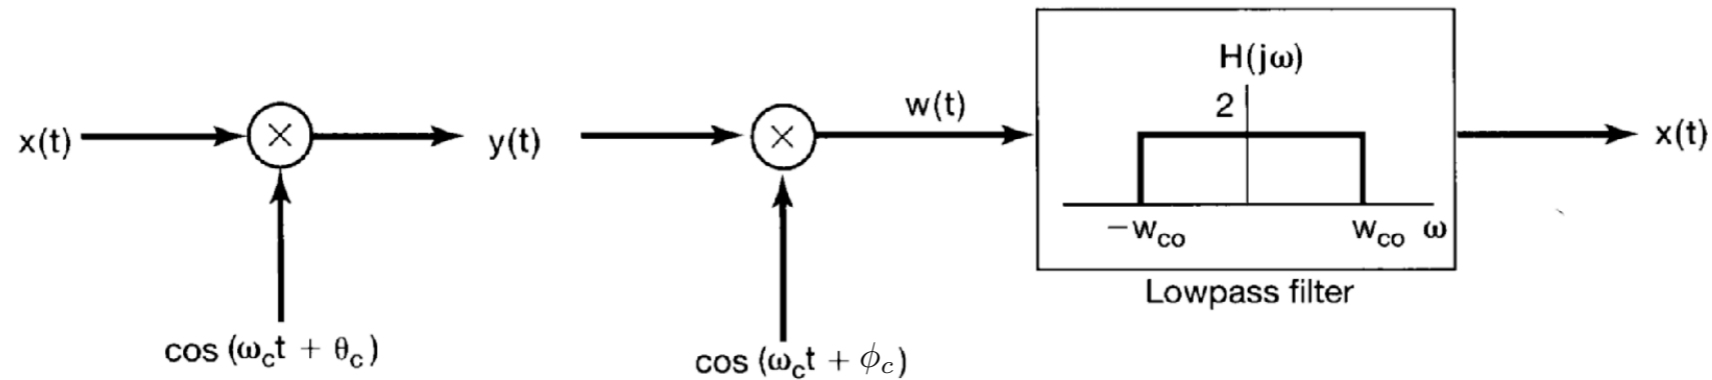 H(jω)
2
x(t) × y(t) × w(t) x(t)
−w_co w_co ω
Lowpass filter
cos (ω_c t + θ_c) cos (ω_c t + ϕ_c)